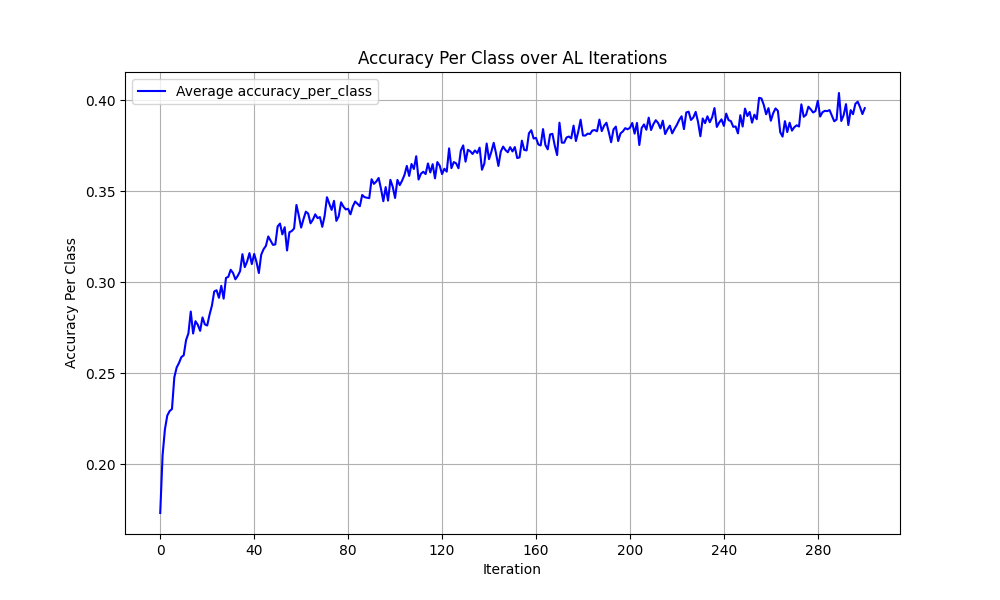 Accuracy Per Class over AL Iterations
Average accuracy_per_class
Accuracy Per Class
0.40
0.35
0.30
0.25
0.20
0 40 80 120 160 200 240 280
Iteration